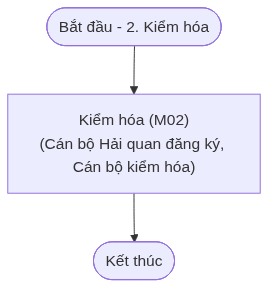 Bắt đầu - 2. Kiểm hóa
Kiểm hóa (M02)
(Cán bộ Hải quan đăng ký,
Cán bộ kiểm hóa)
Kết thúc